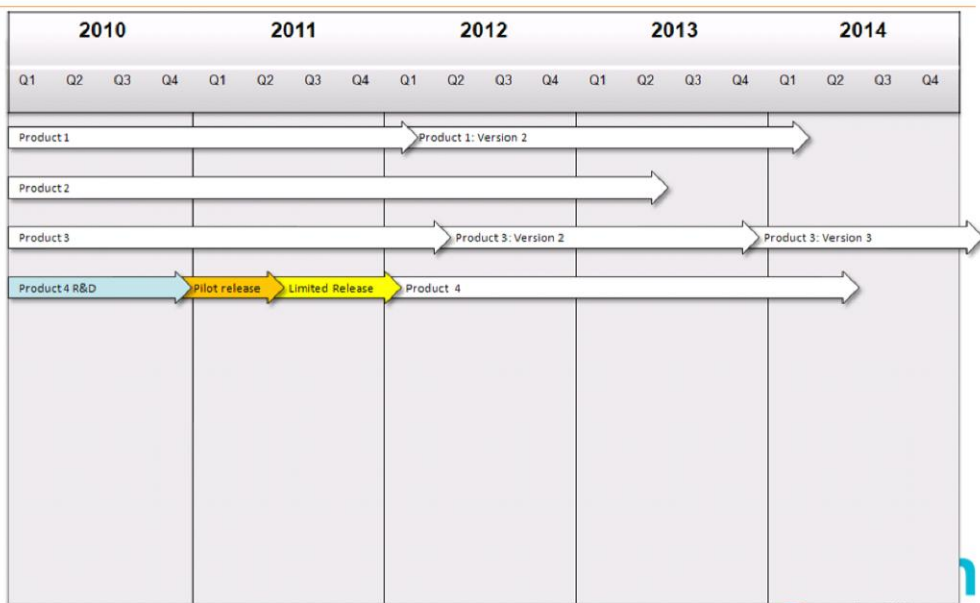 2010 2011 2012 2013 2014
Q1 Q2 Q3 Q4 Q1 Q2 Q3 Q4 Q1 Q2 Q3 Q4 Q1 Q2 Q3 Q4 Q1 Q2 Q3 Q4
Product 1 Product 1: Version 2
Product 2
Product 3 Product 3: Version 2 Product 3: Version 3
Product 4 R&D Pilot release Limited Release Product 4